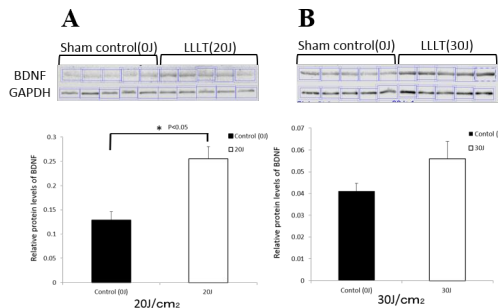 A
Sham control(0J) LLLT(20J)
BDNF
GAPDH
* P<0.05
Control (0J)
20J
Relative protein levels of BDNF
0.3
0.25
0.2
0.15
0.1
0.05
0
Control (0J) 20J
20J/cm2
B
Sham control(0J) LLLT(30J)
Contol (0J)
30J
Relative protein levels of BDNF
0.07
0.06
0.05
0.04
0.03
0.02
0.01
0
Contol (0J) 30J
30J/cm2